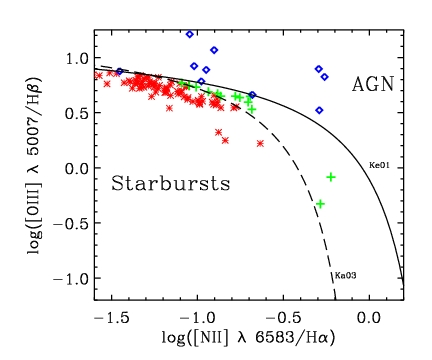 1.0
0.5
0.0
−0.5
−1.0
log([OIII] λ 5007/Hβ)
AGN
Ke01
Starbursts
Ka03
−1.5 −1.0 −0.5 0.0
log([NII] λ 6583/Hα)